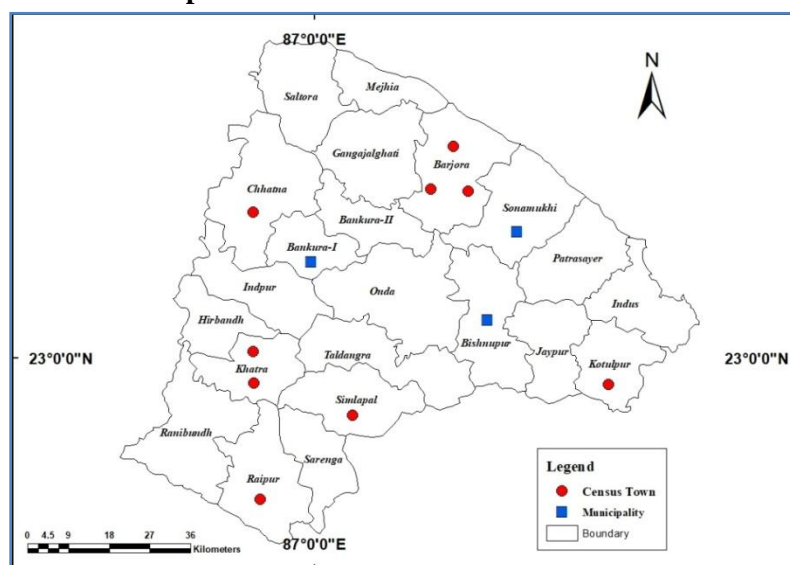 87°0'0"E
N
Mejhia
Saltora
Gangajalghati
Barjora
Chhatna
Sonamukhi
Bankura-II
Bankura-I
Patrasayer
Indpur
Onda
Indus
Hirbandh
Bishnupur
Jaypur
23°0'0"N
Taldangra
23°0'0"N
Khatra
Kotulpur
Simlapal
Ranibundh
Sarenga
Raipur
Legend
Census Town
Municipality
Boundary
0 4.5 9 18 27 36
Kilometers
87°0'0"E